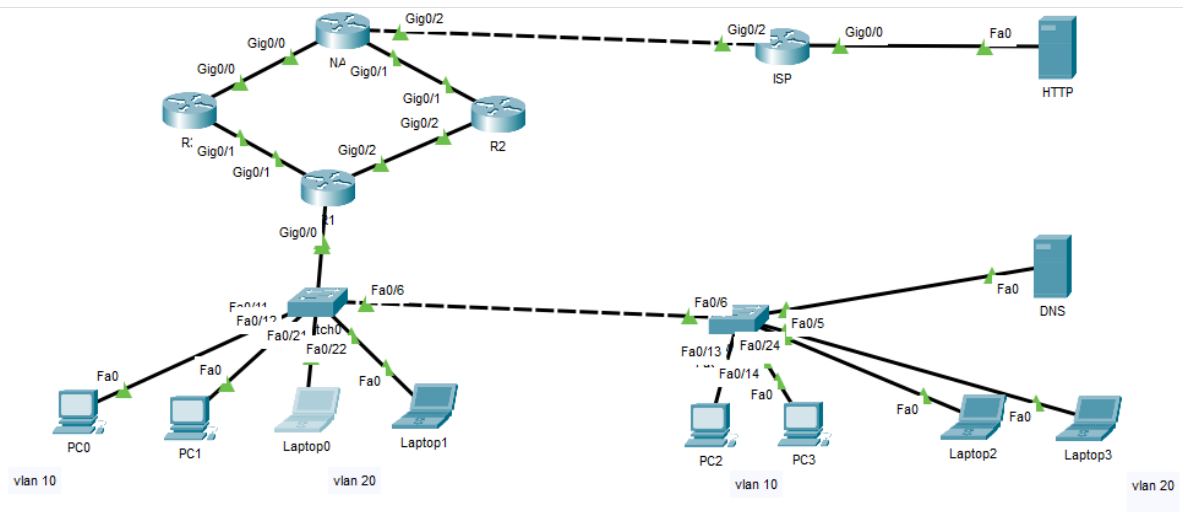 Gig0/2
Gig0/2
Gig0/0
Fa0
Gig0/0
NA
Gig0/1
ISP
HTTP
Gig0/0
Gig0/1
Gig0/2
R2
Gig0/1
Gig0/2
Gig0/1
Gig0/0
Fa0/6
Fa0/6
Fa0
DNS
Fa0/12
Fa0/5
Fa0/22
Fa0/24
Fa0/13
Fa0/14
Fa0
Fa0
Fa0
Fa0
Fa0
Fa0
PC0
PC1
Laptop0
Laptop1
PC2
PC3
Laptop2
Laptop3
vlan 10
vlan 20
vlan 10
vlan 20